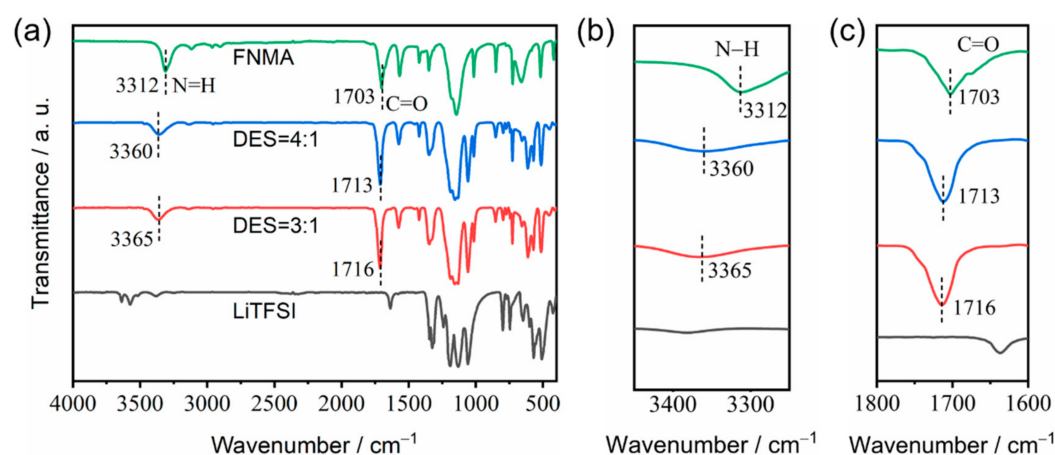 (a)
FNMA
3312
N=H
1703
C=O
DES=4:1
3360
1713
DES=3:1
3365
1716
LiTFSI
Transmittance / a. u.
4000 3500 3000 2500 2000 1500 1000 500
Wavenumber / cm⁻¹
(b)
N–H
3312
3360
3365
3400 3300
Wavenumber / cm⁻¹
(c)
C=O
1703
1713
1716
1800 1700 1600
Wavenumber / cm⁻¹